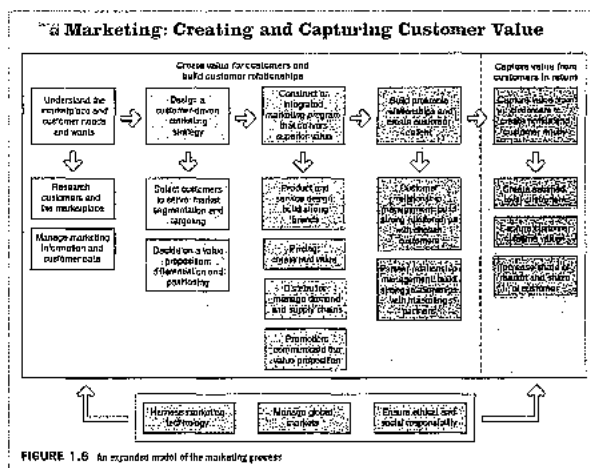 Marketing: Creating and Capturing Customer Value
Create value for customers and
build customer relationships
Capture value from
customers in return
Understand the
marketplace and
customer needs
and wants
Design a
customer-driven
marketing
strategy
Construct an
integrated
marketing program
that delivers
superior value
Build profitable
relationships and
create customer
Capture value from
customers to
create profits and
customer equity
Research
customers and
the marketplace
Manage marketing
information and
customer data
Select customers
to serve: market
segmentation and
targeting
Decide on a value
proposition:
differentiation and
positioning
Product and
service design:
build strong
brands
Pricing:
create real value
Distribution:
manage demand
and supply chains
Promotion:
communicate the
value proposition
Customer
relationship
management: build
strong relationships
with chosen
customers
Partner relationship
management: build
strong relationships
with marketing
partners
Create satisfied,
loyal customers
Capture customer
lifetime value
Increase share of
market and share
of customer
Harness marketing
technology
Manage global
markets
Ensure ethical and
social responsibility
FIGURE 1.6 An expanded model of the marketing process